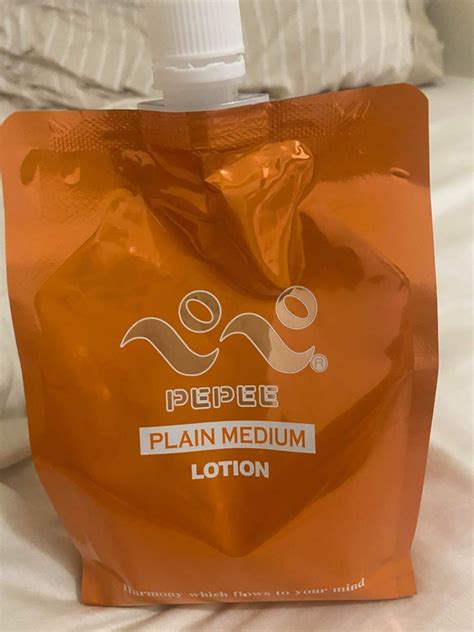 PEPEE
PLAIN MEDIUM
LOTION
Harmony which flows to your mind